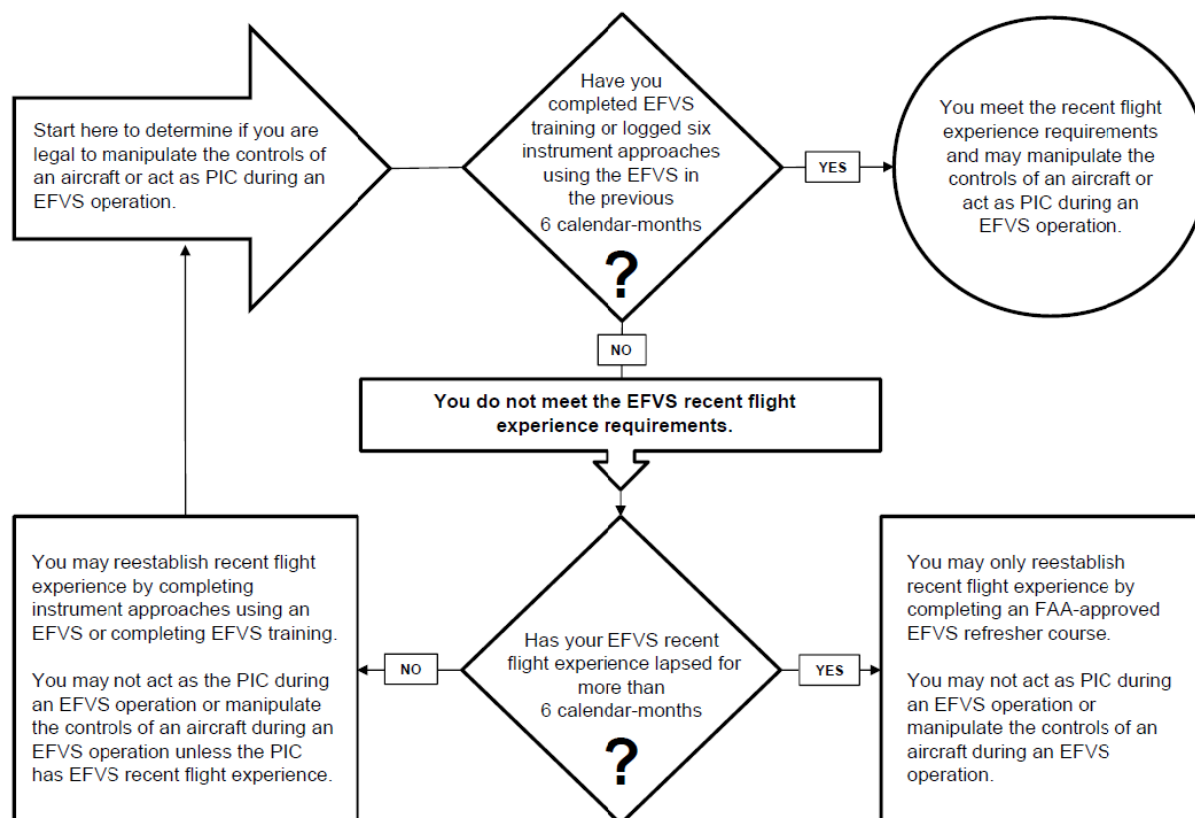 Start here to determine if you are
legal to manipulate the controls of
an aircraft or act as PIC during an
EFVS operation.
Have you
completed EFVS
training or logged six
instrument approaches
using the EFVS in
the previous
6 calendar-months
?
YES
You meet the recent flight
experience requirements
and may manipulate the
controls of an aircraft or
act as PIC during an
EFVS operation.
NO
You do not meet the EFVS recent flight
experience requirements.
Has your EFVS recent
flight experience lapsed for
more than
6 calendar-months
?
NO
You may reestablish recent flight
experience by completing
instrument approaches using an
EFVS or completing EFVS training.
You may not act as the PIC during
an EFVS operation or manipulate
the controls of an aircraft during an
EFVS operation unless the PIC
has EFVS recent flight experience.
YES
You may only reestablish
recent flight experience by
completing an FAA-approved
EFVS refresher course.
You may not act as PIC during
an EFVS operation or
manipulate the controls of an
aircraft during an EFVS
operation.